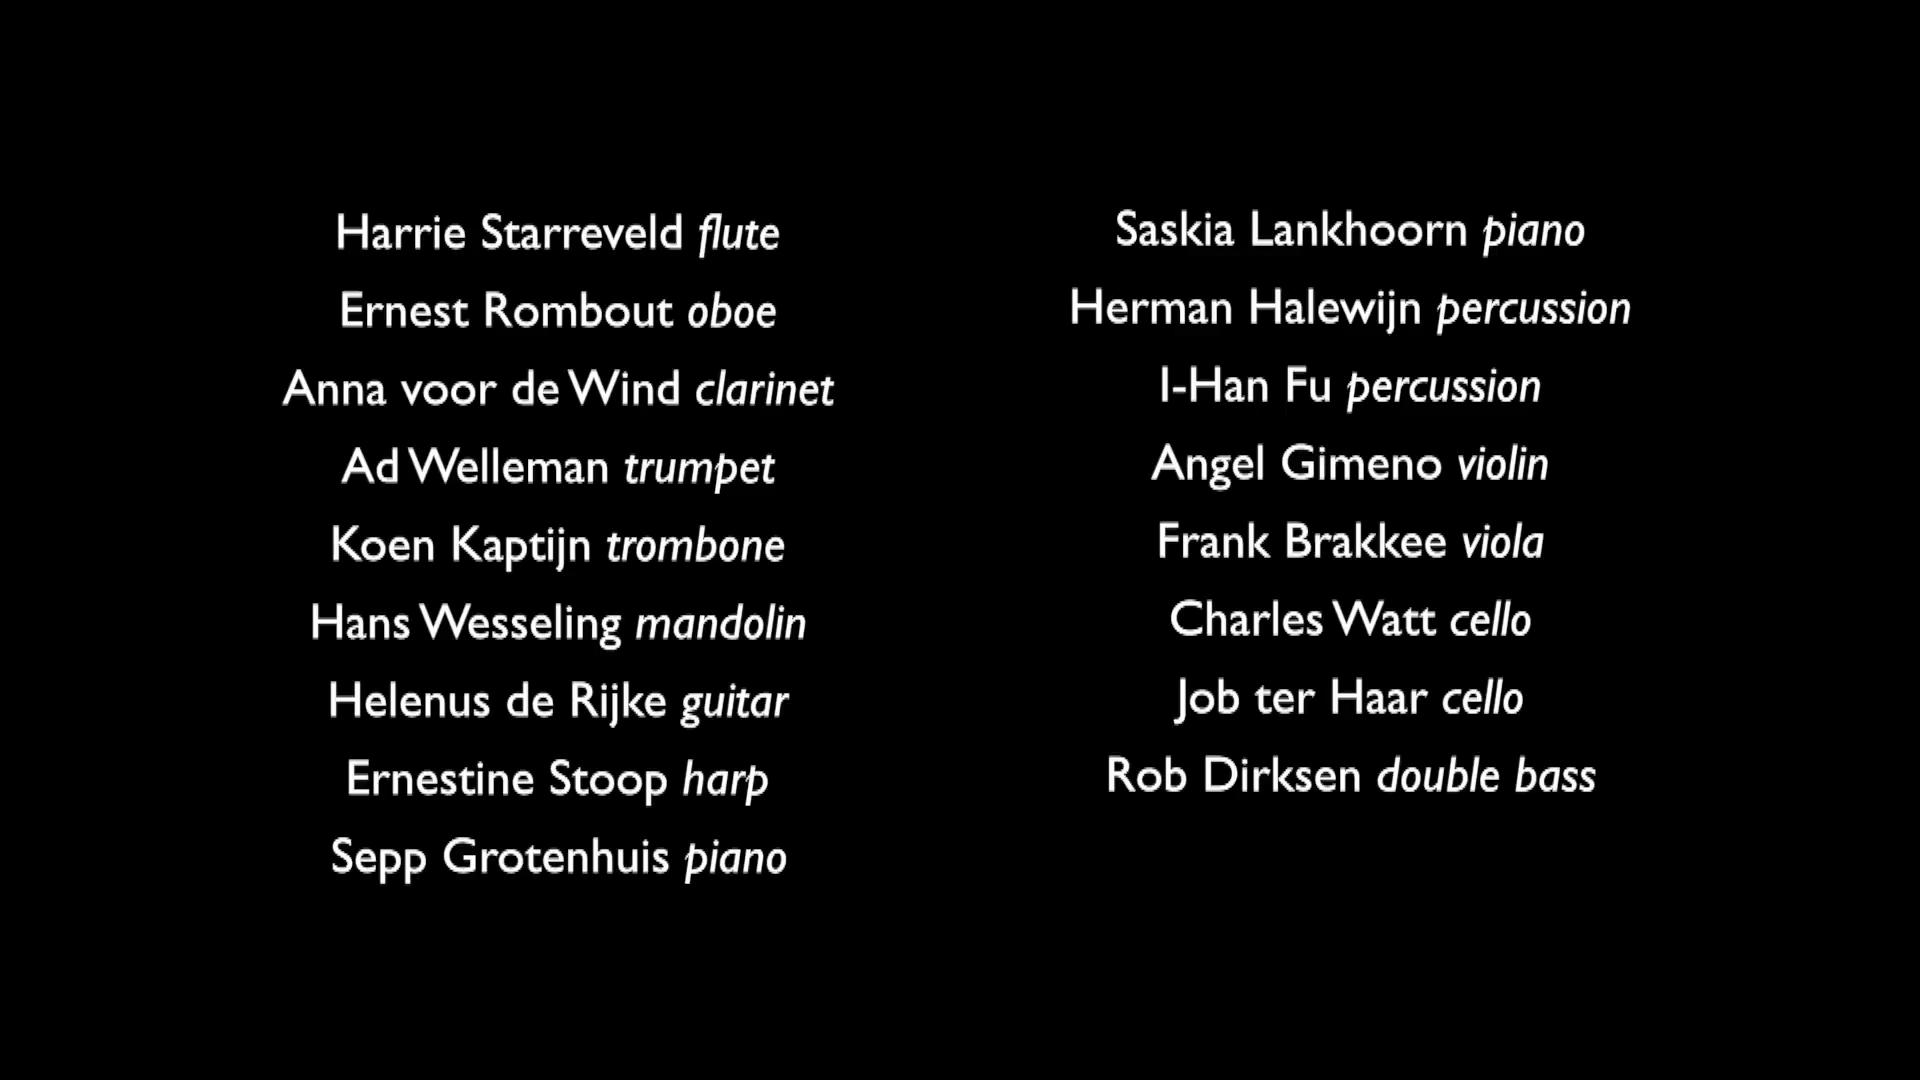 Harrie Starreveld flute
Ernest Rombout oboe
Anna voor de Wind clarinet
Ad Welleman trumpet
Koen Kaptijn trombone
Hans Wesseling mandolin
Helenus de Rijke guitar
Ernestine Stoop harp
Sepp Grotenhuis piano
Saskia Lankhoorn piano
Herman Halewijn percussion
I-Han Fu percussion
Angel Gimeno violin
Frank Brakkee viola
Charles Watt cello
Job ter Haar cello
Rob Dirksen double bass